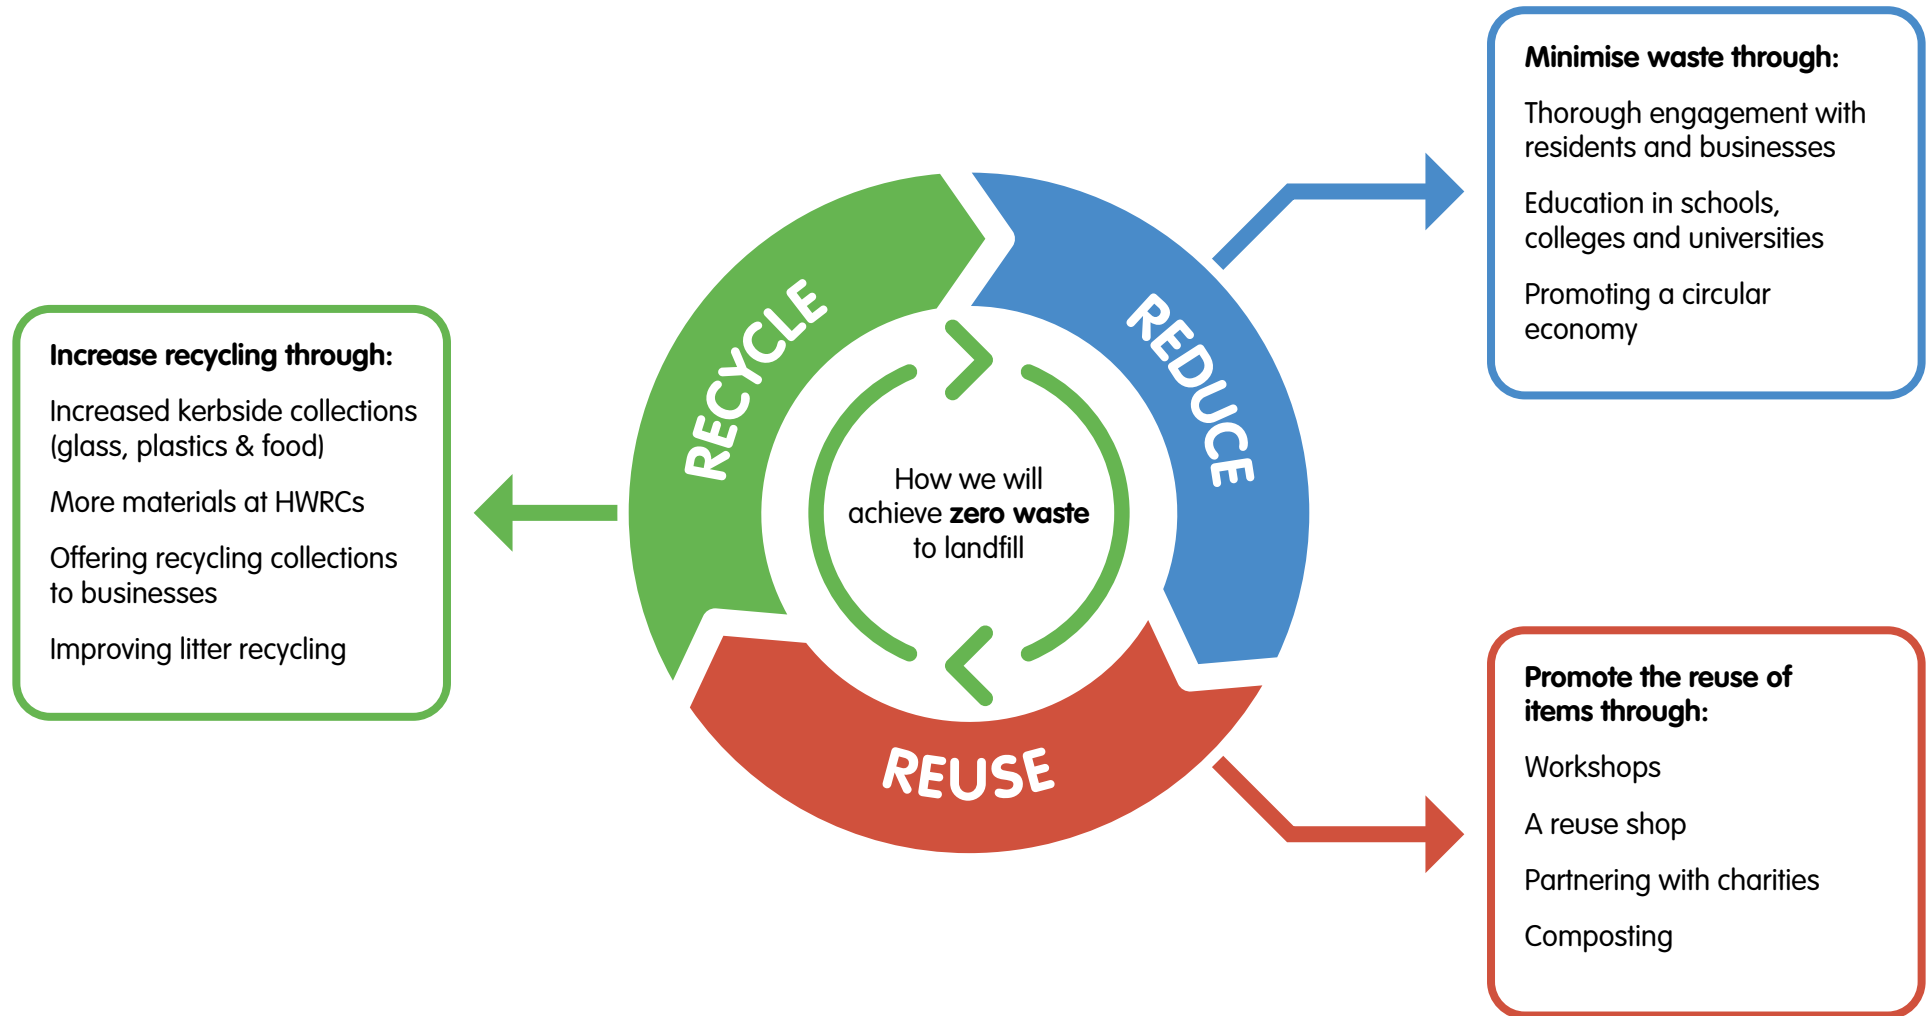 Minimise waste through:
Thorough engagement with
residents and businesses
Education in schools,
colleges and universities
Promoting a circular
economy
RECYCLE
REDUCE
REUSE
How we will
achieve zero waste
to landfill
Increase recycling through:
Increased kerbside collections
(glass, plastics & food)
More materials at HWRCs
Offering recycling collections
to businesses
Improving litter recycling
Promote the reuse of
items through:
Workshops
A reuse shop
Partnering with charities
Composting